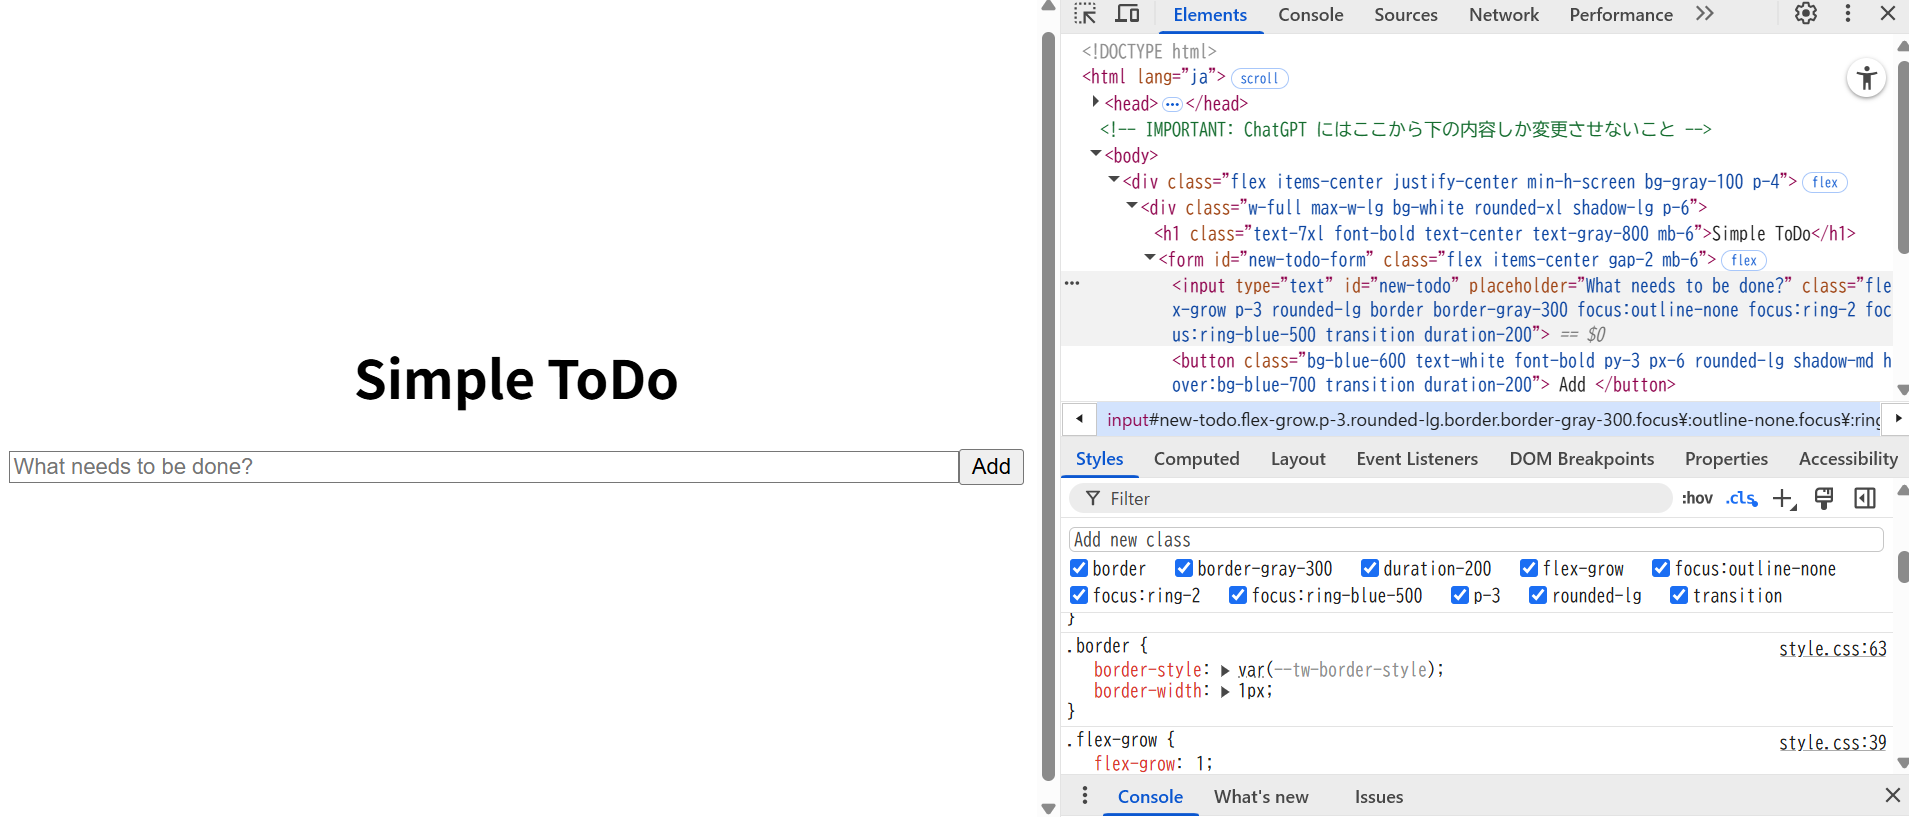 Simple ToDo
What needs to be done?
Add
Elements Console Sources Network Performance
<!DOCTYPE html>
<html lang="ja"> scroll
<head> ••• </head>
<!-- IMPORTANT: ChatGPT にはここから下の内容しか変更させないこと -->
<body>
<div class="flex items-center justify-center min-h-screen bg-gray-100 p-4"> flex
<div class="w-full max-w-lg bg-white rounded-xl shadow-lg p-6">
<h1 class="text-7xl font-bold text-center text-gray-800 mb-6">Simple ToDo</h1>
<form id="new-todo-form" class="flex items-center gap-2 mb-6"> flex
<input type="text" id="new-todo" placeholder="What needs to be done?" class="fle
x-grow p-3 rounded-lg border border-gray-300 focus:outline-none focus:ring-2 foc
us:ring-blue-500 transition duration-200"> == $0
<button class="bg-blue-600 text-white font-bold py-3 px-6 rounded-lg shadow-md h
over:bg-blue-700 transition duration-200"> Add </button>
input#new-todo.flex-grow.p-3.rounded-lg.border.border-gray-300.focus¥:outline-none.focus¥:ring
Styles Computed Layout Event Listeners DOM Breakpoints Properties Accessibility
Filter :hov .cls
Add new class
border border-gray-300 duration-200 flex-grow focus:outline-none
focus:ring-2 focus:ring-blue-500 p-3 rounded-lg transition
}
.border { style.css:63
border-style: var(--tw-border-style);
border-width: 1px;
}
.flex-grow { style.css:39
flex-grow: 1;
Console What's new Issues